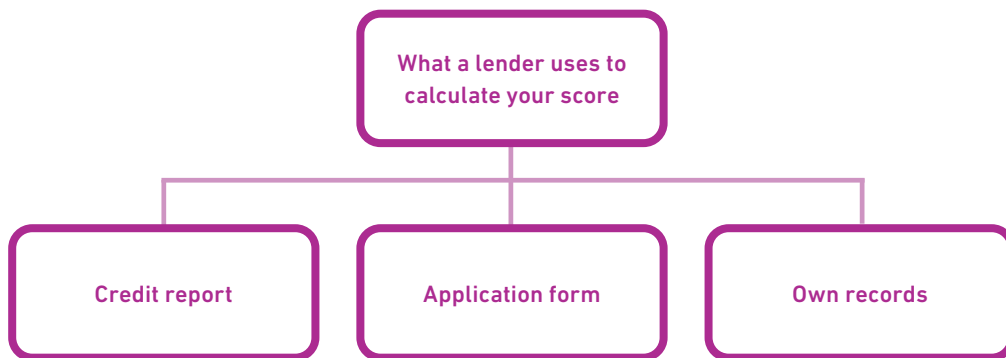 What a lender uses to
calculate your score
Credit report
Application form
Own records